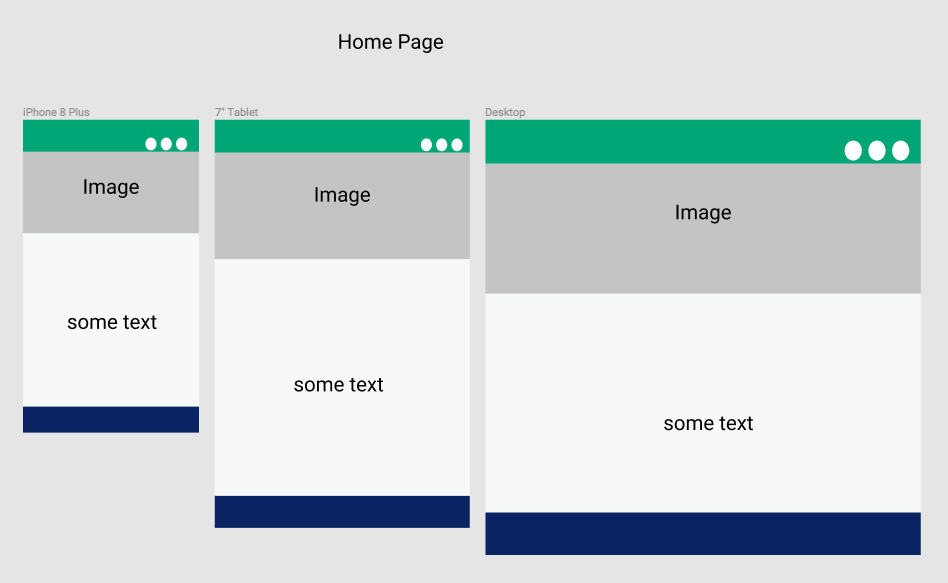 Home Page
iPhone 8 Plus
Image
some text
7" Tablet
Image
some text
Desktop
Image
some text